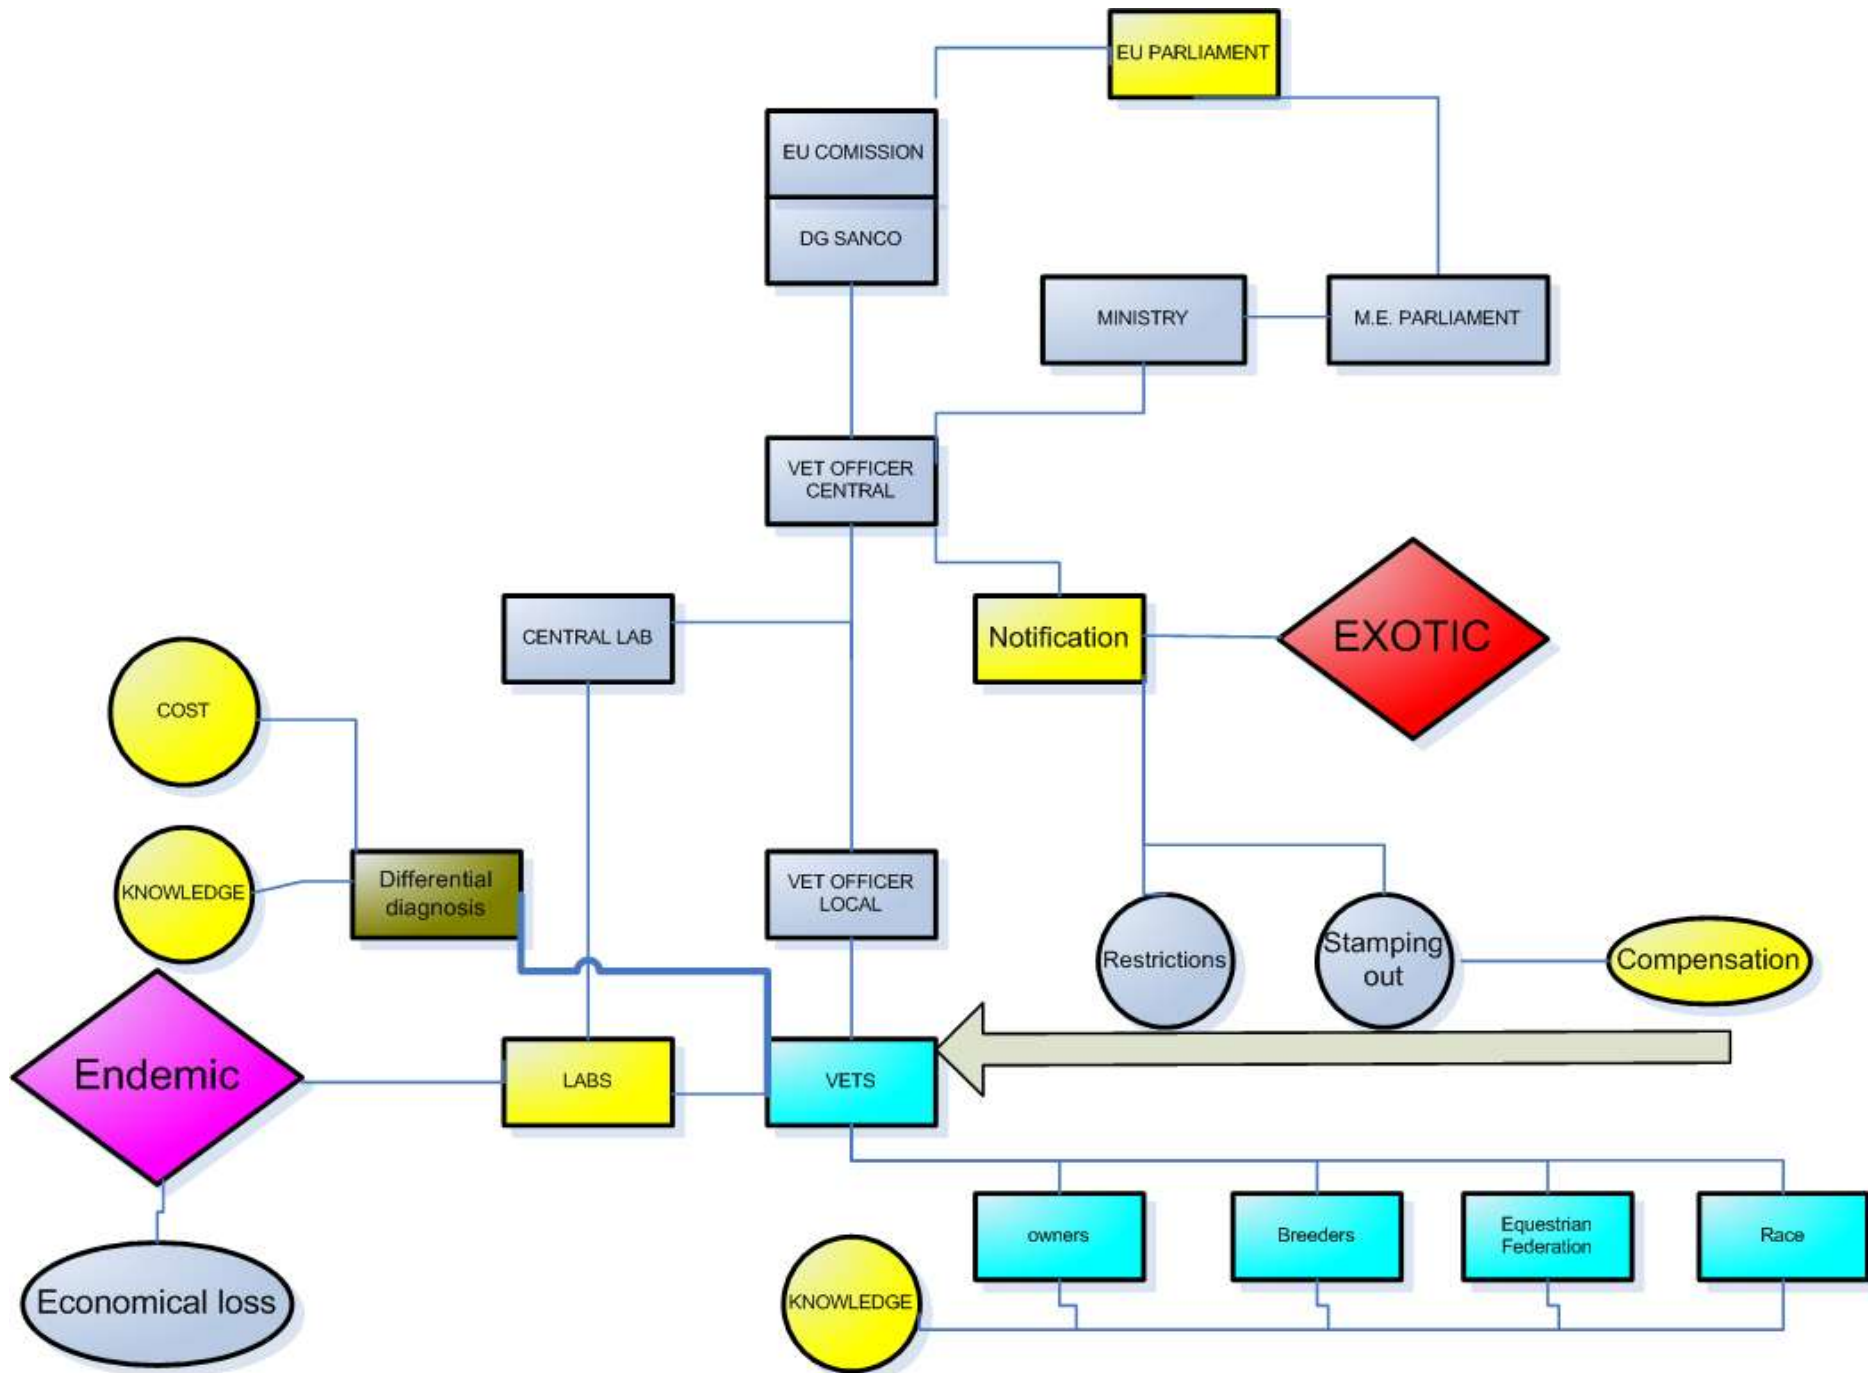 EU PARLIAMENT
EU COMISSION
DG SANCO
MINISTRY
M.E. PARLIAMENT
VET OFFICER
CENTRAL
CENTRAL LAB
Notification
EXOTIC
COST
KNOWLEDGE
Differential
diagnosis
VET OFFICER
LOCAL
Restrictions
Stamping
out
Compensation
Endemic
LABS
VETS
owners
Breeders
Equestrian
Federation
Race
Economical loss
KNOWLEDGE